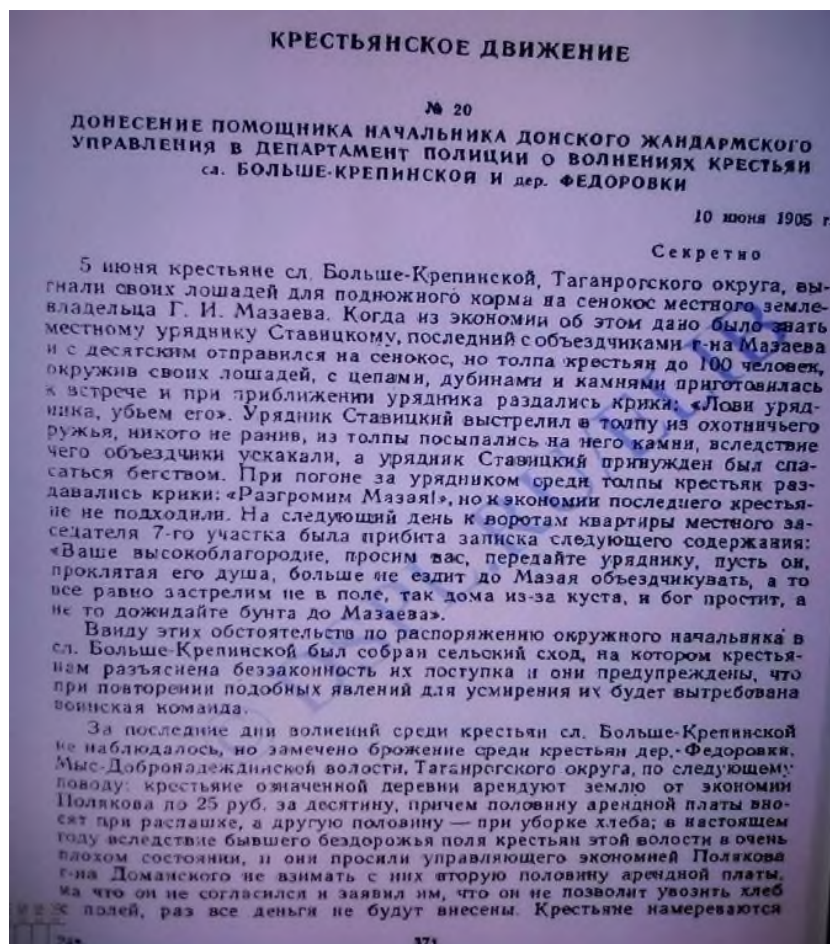 КРЕСТЬЯНСКОЕ ДВИЖЕНИЕ
№ 20
ДОНЕСЕНИЕ ПОМОЩНИКА НАЧАЛЬНИКА ДОНСКОГО ЖАНДАРМСКОГО
УПРАВЛЕНИЯ В ДЕПАРТАМЕНТ ПОЛИЦИИ О ВОЛНЕНИЯХ КРЕСТЬЯН
сл. БОЛЬШЕ-КРЕПИНСКОЙ И дер. ФЕДОРОВКИ
10 июня 1905 г.
Секретно
5 июня крестьяне сл. Больше-Крепинской, Таганрогского округа, вы-
гнали своих лошадей для подножного корма на сенокос местного земле-
владельца Г. И. Мазаева. Когда из экономии об этом дано было знать
местному уряднику Ставицкому, последний с объездчиками г-на Мазаева
и с десятским отправился на сенокос, но толпа крестьян до 100 человек,
окружив своих лошадей, с цепами, дубинами и камнями приготовилась
к встрече и при приближении урядника раздались крики: «Лови уряд-
ника, убьем его». Урядник Ставицкий выстрелил в толпу из охотничьего
ружья, никого не ранив, из толпы посыпались на него камни, вследствие
чего объездчики ускакали, а урядник Ставицкий принужден был спа-
саться бегством. При погоне за урядником среди толпы крестьян раз-
давались крики: «Разгромим Мазая!», но к экономии последнего крестья-
не не подходили. На следующий день к воротам квартиры местного за-
седателя 7-го участка была прибита записка следующего содержания:
«Ваше высокоблагородие, просим вас, передайте уряднику, пусть он,
проклятая его душа, больше не ездит до Мазая объездчикувать, а то
все равно застрелим не в поле, так дома из-за куста, и бог простит, а
не то дожидайте бунта до Мазаева».
Ввиду этих обстоятельств по распоряжению окружного начальника в
сл. Больше-Крепинской был собран сельский сход, на котором крестья-
нам разъяснена беззаконность их поступка и они предупреждены, что
при повторении подобных явлений для усмирения их будет вытребована
воинская команда.
За последние дни волнений среди крестьян сл. Больше-Крепинской
не наблюдалось, но замечено брожение среди крестьян дер. Федоровки,
Мыс-Добронадеждинской волости, Таганрогского округа, по следующему
поводу: крестьяне означенной деревни арендуют землю от экономии
Полякова по 25 руб. за десятину, причем половину арендной платы вно-
сят при распашке, а другую половину — при уборке хлеба; в настоящем
году вследствие бывшего бездорожья поля крестьян этой волости в очень
плохом состоянии, и они просили управляющего экономией Полякова
г-на Доманского не взимать с них вторую половину арендной платы,
на что он не согласился и заявил им, что он не позволит увозить хлеб
с полей, раз все деньги не будут внесены. Крестьяне намереваются
24*
371